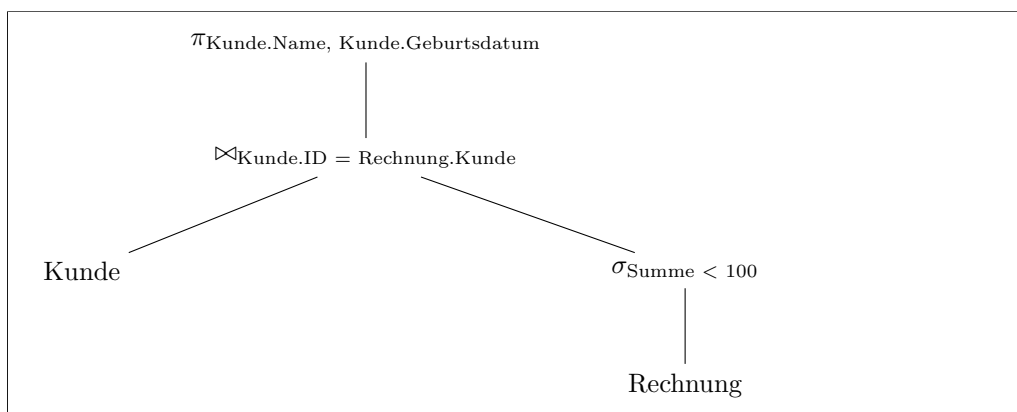 πKunde.Name, Kunde.Geburtsdatum
⋈Kunde.ID = Rechnung.Kunde
Kunde
σSumme < 100
Rechnung